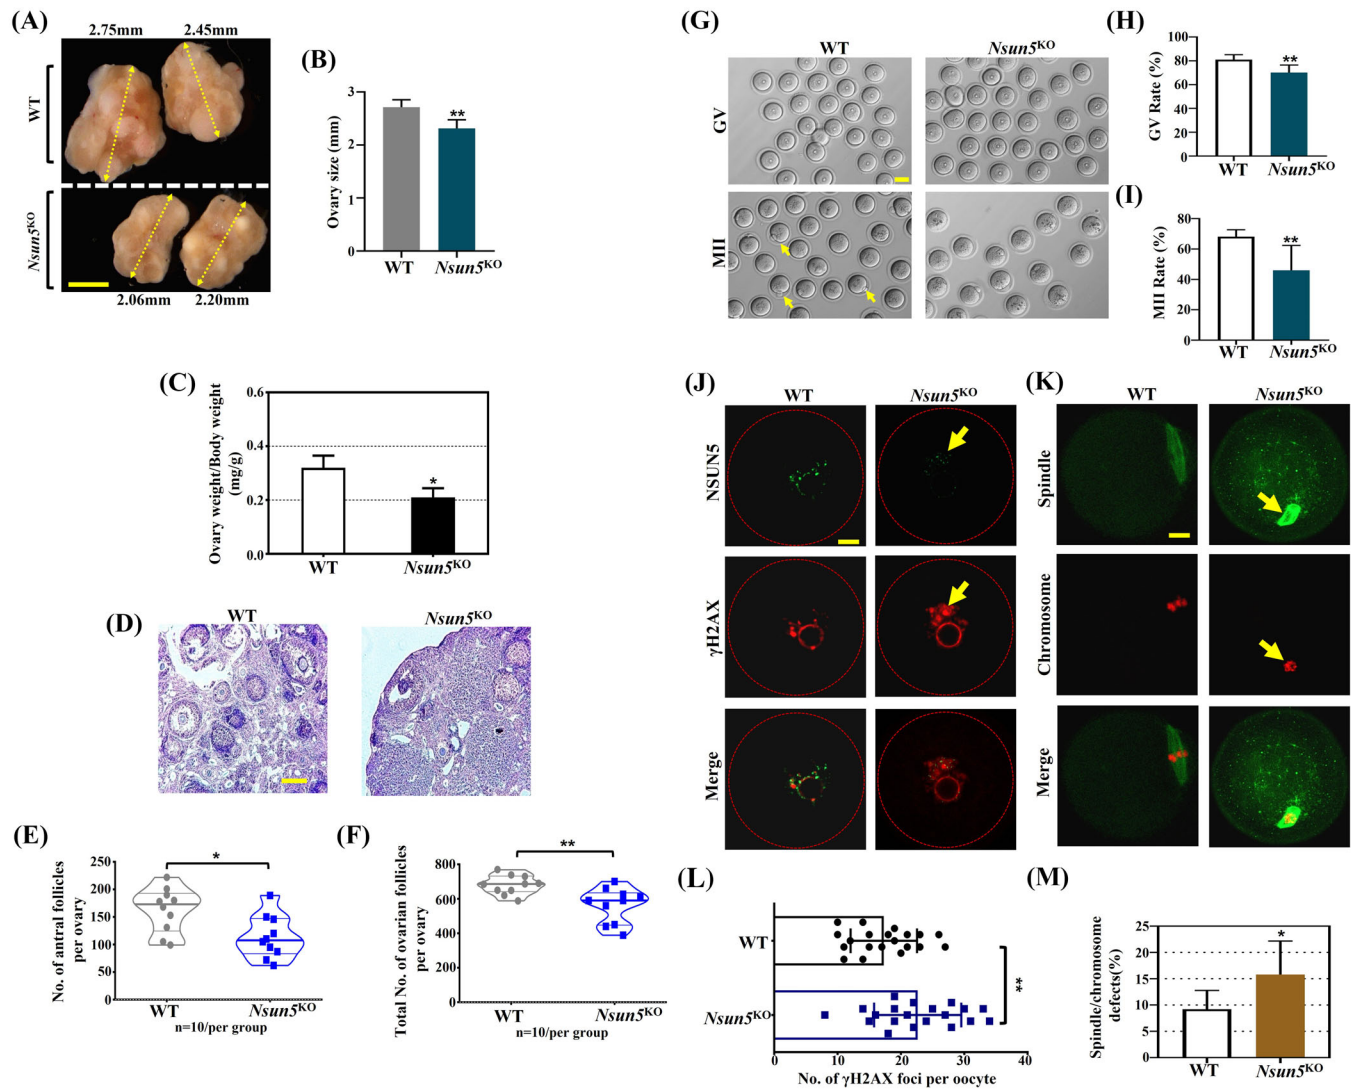 (A)
2.75mm 2.45mm
WT
Nsun5KO
2.06mm 2.20mm
(B)
Ovary size (mm)
3
2
1
0
**
WT Nsun5KO
(C)
Ovary weight/Body weight
(mg/g)
0.6
0.4
0.2
0.0
*
WT Nsun5KO
(D)
WT Nsun5KO
(E)
No. of antral follicles
per ovary
250
200
150
100
50
0
*
WT Nsun5KO
n=10/per group
(F)
Total No. of ovarian follicles
per ovary
800
600
400
200
0
**
WT Nsun5KO
n=10/per group
(G)
WT Nsun5KO
GV
MII
(H)
GV Rate (%)
100
80
60
40
20
0
**
WT Nsun5KO
(I)
MII Rate (%)
80
60
40
20
0
**
WT Nsun5KO
(J)
WT Nsun5KO
NSUN5
γH2AX
Merge
(K)
WT Nsun5KO
Spindle
Chromosome
Merge
(L)
WT
Nsun5KO
**
0 10 20 30 40
No. of γH2AX foci per oocyte
(M)
Spindle/chromosome
defects(%)
25
20
15
10
5
0
*
WT Nsun5KO